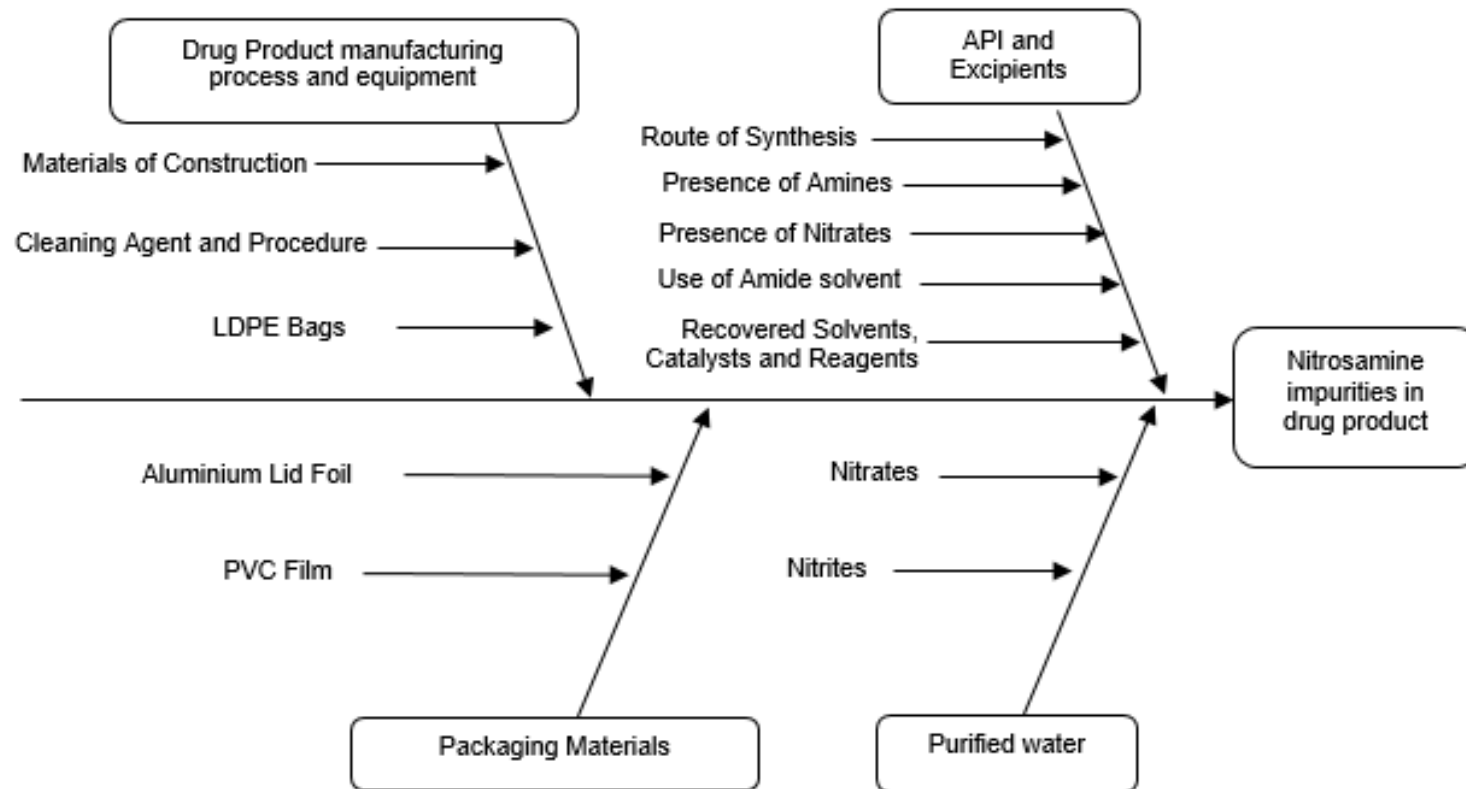 Drug Product manufacturing
process and equipment
API and
Excipients
Materials of Construction
Cleaning Agent and Procedure
LDPE Bags
Route of Synthesis
Presence of Amines
Presence of Nitrates
Use of Amide solvent
Recovered Solvents,
Catalysts and Reagents
Nitrosamine
impurities in
drug product
Aluminium Lid Foil
PVC Film
Nitrates
Nitrites
Packaging Materials
Purified water